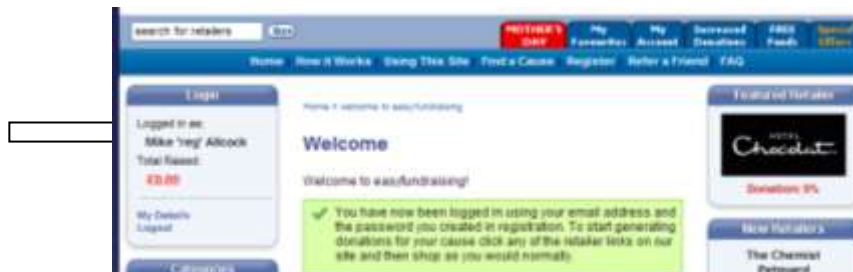 search for retailers
MOTHER'S DAY
My Favourites
My Account
Increased Donations
FREE Feeds
Special Offers
Home How it Works Using This Site Find a Cause Register Refer a Friend FAQ
Login
Logged in as:
Mike 'reg' Allcock
Total Raised:
£0.00
My Details
Logout
Categories
Home // welcome to easyfundraising
Welcome
Welcome to easyfundraising!
You have now been logged in using your email address and
the password you created in registration. To start generating
donations for your cause click any of the retailer links on our
site and then shop as you would normally.
Featured Retailer
HOTEL
Chocolat
Donation: 5%
New Retailers
The Chemist